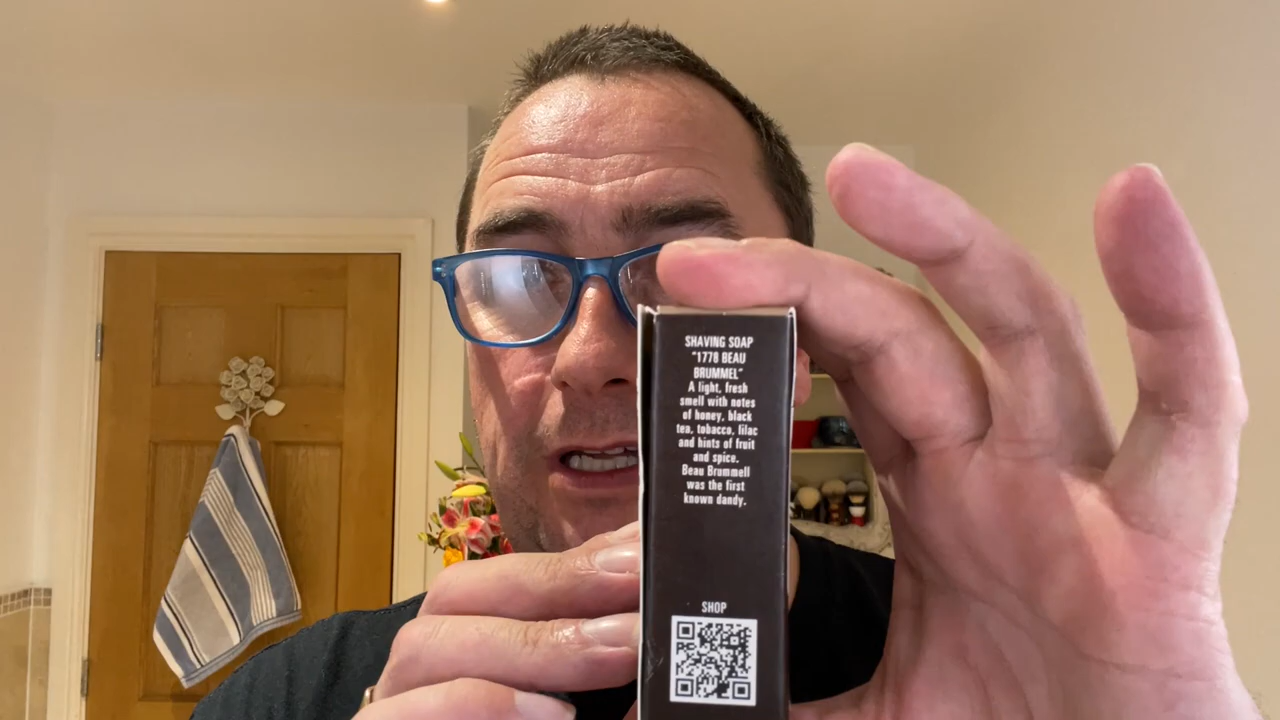 SHAVING SOAP
"1778 BEAU
BRUMMEL"
A light, fresh
smell with notes
of honey, black
tea, tobacco, lilac
and hints of fruit
and spice.
Beau Brummell
was the first
known dandy.
SHOP